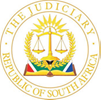 THE JUDICIARY
REPUBLIC OF SOUTH AFRICA